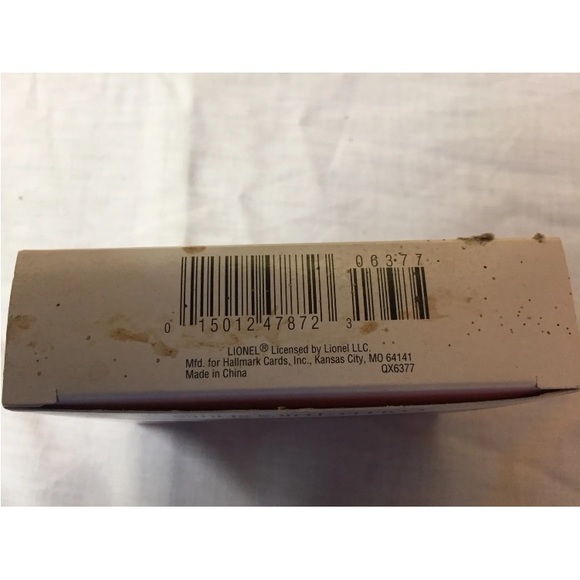 06377
0 15012 47872 3
LIONEL® Licensed by Lionel LLC.
Mfd. for Hallmark Cards, Inc., Kansas City, MO 64141
Made in China QX6377